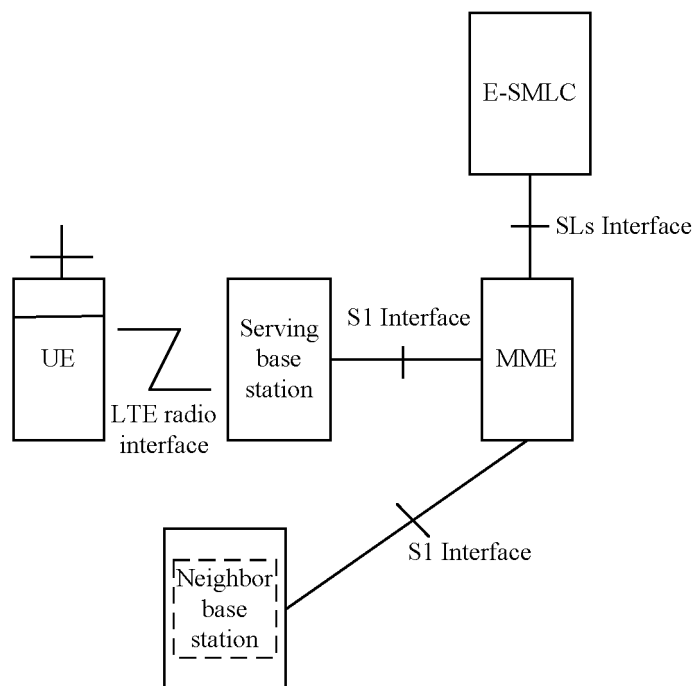 E-SMLC
SLs Interface
S1 Interface
Serving
base
station
UE
MME
LTE radio
interface
S1 Interface
Neighbor
base
station